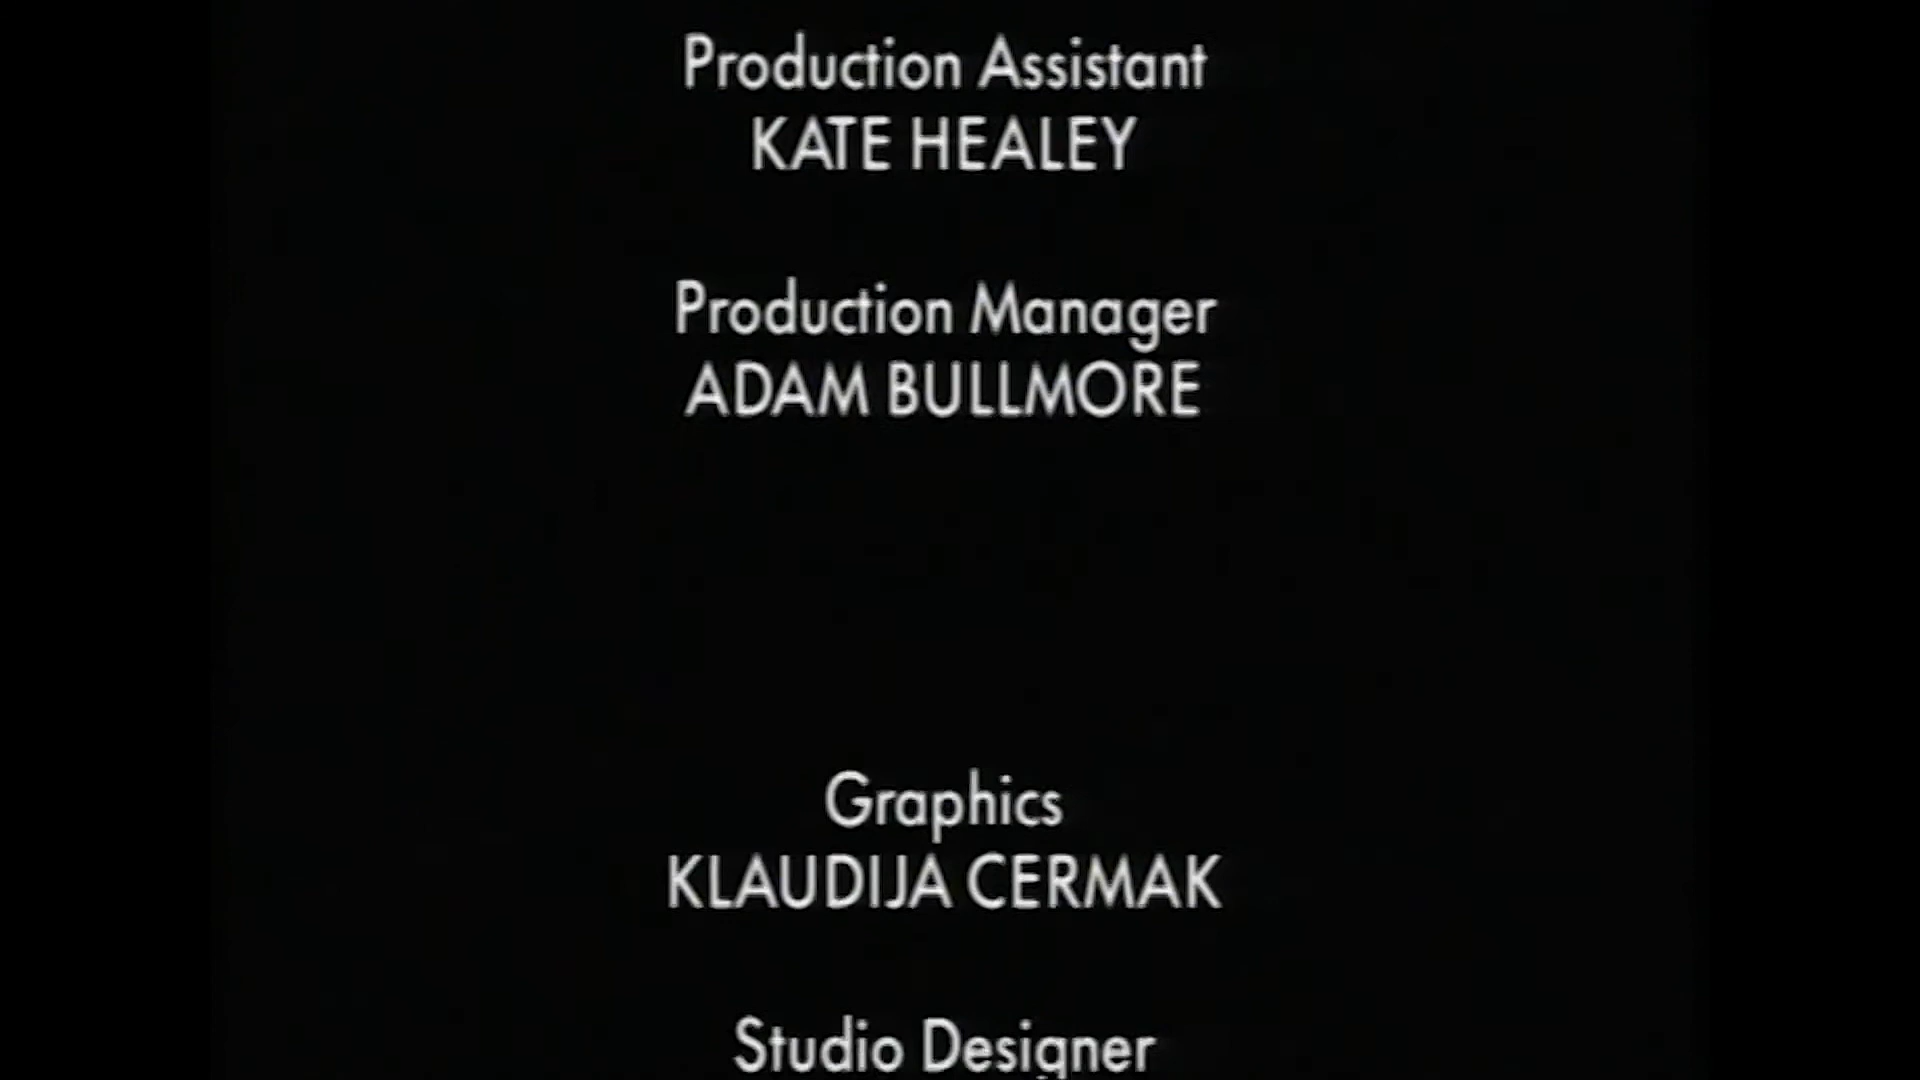 Production Assistant
KATE HEALEY
Production Manager
ADAM BULLMORE
Graphics
KLAUDIJA CERMAK
Studio Designer